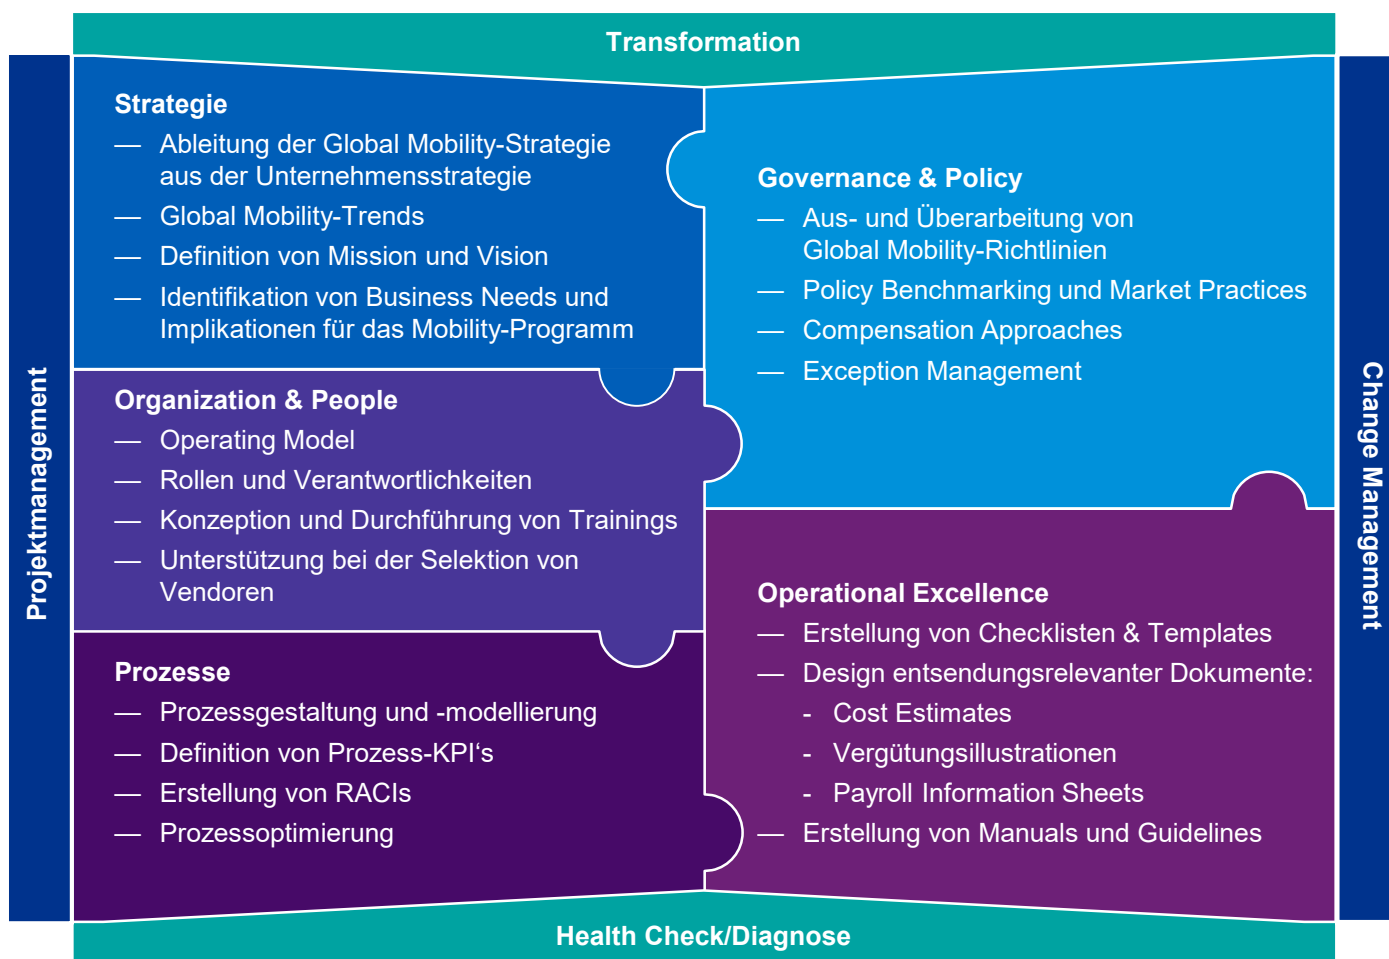 Transformation
Projektmanagement
Strategie
— Ableitung der Global Mobility-Strategie
aus der Unternehmensstrategie
— Global Mobility-Trends
— Definition von Mission und Vision
— Identifikation von Business Needs und
Implikationen für das Mobility-Programm
Organization & People
— Operating Model
— Rollen und Verantwortlichkeiten
— Konzeption und Durchführung von Trainings
— Unterstützung bei der Selektion von
Vendoren
Prozesse
— Prozessgestaltung und -modellierung
— Definition von Prozess-KPI‘s
— Erstellung von RACIs
— Prozessoptimierung
Governance & Policy
— Aus- und Überarbeitung von
Global Mobility-Richtlinien
— Policy Benchmarking und Market Practices
— Compensation Approaches
— Exception Management
Operational Excellence
— Erstellung von Checklisten & Templates
— Design entsendungsrelevanter Dokumente:
- Cost Estimates
- Vergütungsillustrationen
- Payroll Information Sheets
— Erstellung von Manuals und Guidelines
Change Management
Health Check/Diagnose